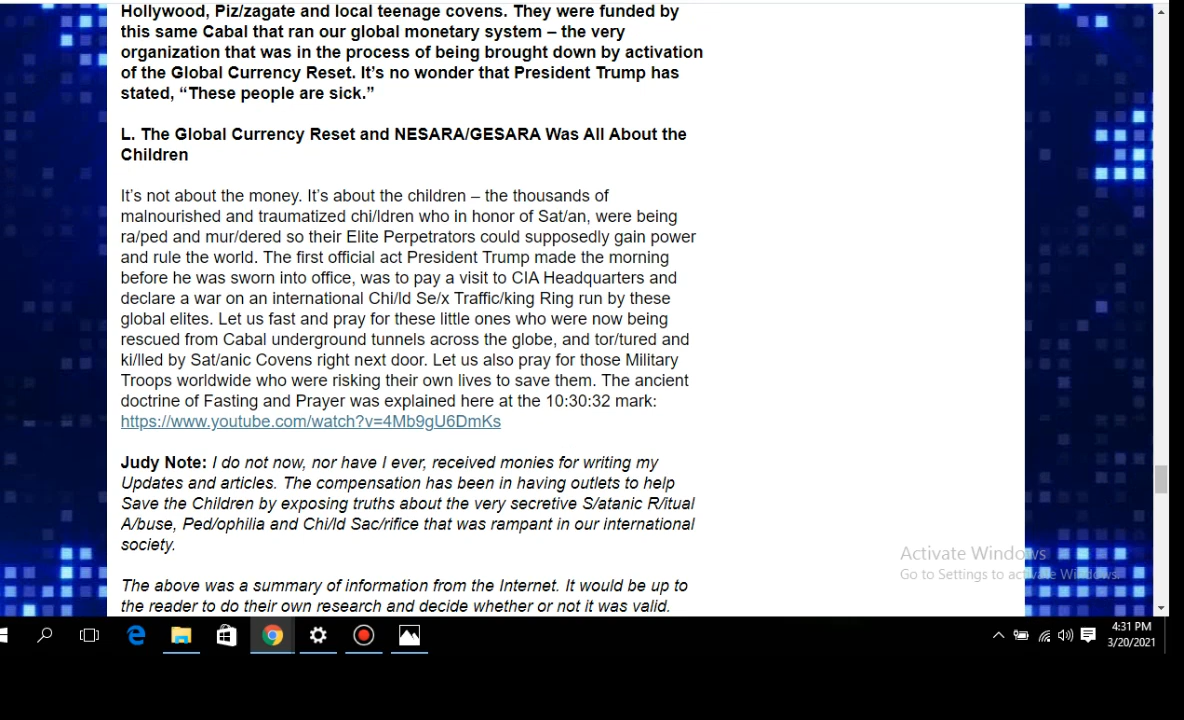 Hollywood, Piz/zagate and local teenage covens. They were funded by
this same Cabal that ran our global monetary system – the very
organization that was in the process of being brought down by activation
of the Global Currency Reset. It's no wonder that President Trump has
stated, “These people are sick.”
L. The Global Currency Reset and NESARA/GESARA Was All About the
Children
It's not about the money. It's about the children – the thousands of
malnourished and traumatized chi/ldren who in honor of Sat/an, were being
ra/ped and mur/dered so their Elite Perpetrators could supposedly gain power
and rule the world. The first official act President Trump made the morning
before he was sworn into office, was to pay a visit to CIA Headquarters and
declare a war on an international Chi/ld Se/x Traffic/king Ring run by these
global elites. Let us fast and pray for these little ones who were now being
rescued from Cabal underground tunnels across the globe, and tor/tured and
ki/lled by Sat/anic Covens right next door. Let us also pray for those Military
Troops worldwide who were risking their own lives to save them. The ancient
doctrine of Fasting and Prayer was explained here at the 10:30:32 mark:
https://www.youtube.com/watch?v=4Mb9gU6DmKs
Judy Note: I do not now, nor have I ever, received monies for writing my
Updates and articles. The compensation has been in having outlets to help
Save the Children by exposing truths about the very secretive S/atanic R/itual
A/buse, Ped/ophilia and Chi/ld Sac/rifice that was rampant in our international
society.
The above was a summary of information from the Internet. It would be up to
the reader to do their own research and decide whether or not it was valid.
Activate Windows
Go to Settings to activate Windows.
4:31 PM
3/20/2021